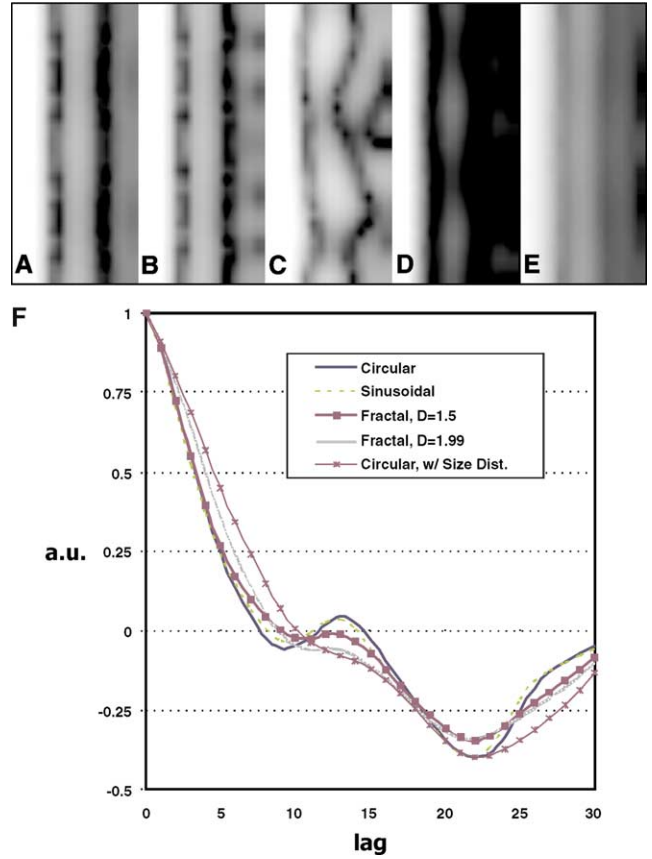 A B C D E
F
1
0.75
0.5
0.25
0
-0.25
-0.5
a.u.
Circular
Sinusoidal
Fractal, D=1.5
Fractal, D=1.99
Circular, w/ Size Dist.
0 5 10 15 20 25 30
lag